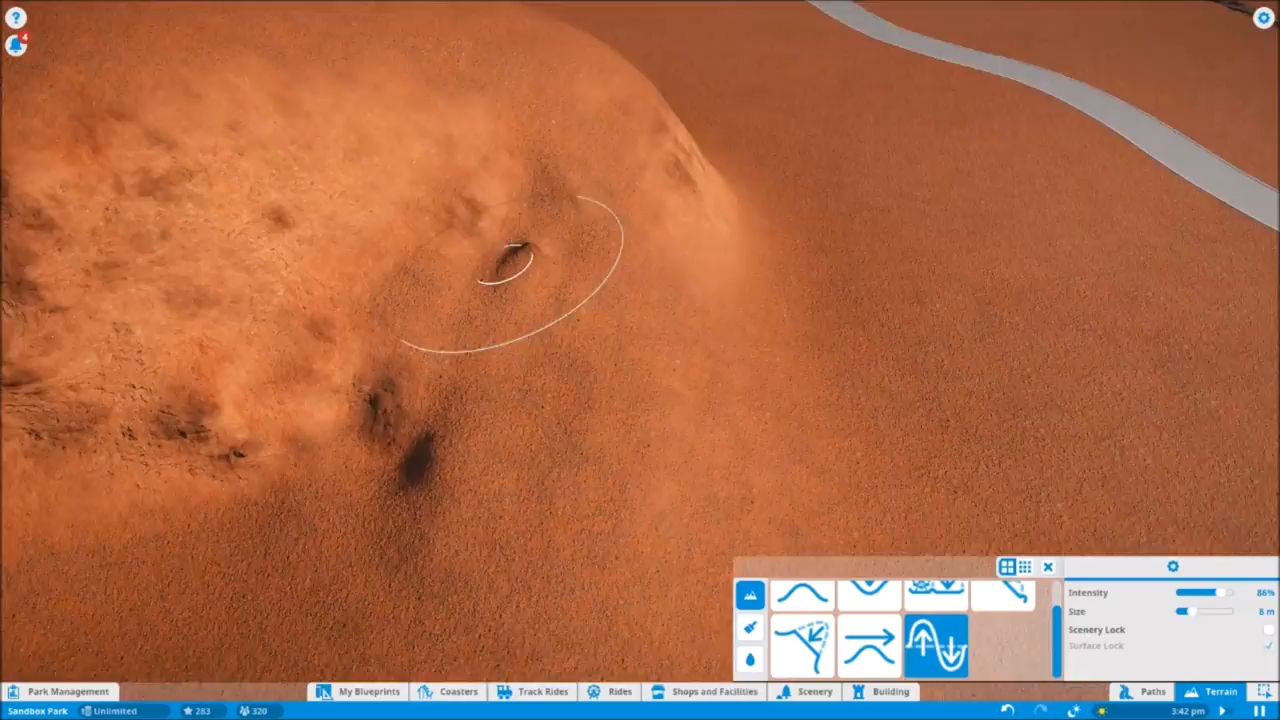 ?
4
Intensity 86%
Size 8 m
Scenery Lock
Surface Lock
Park Management My Blueprints Coasters Track Rides Rides Shops and Facilities Scenery Building Paths Terrain
Sandbox Park Unlimited 283 320 3:42 pm